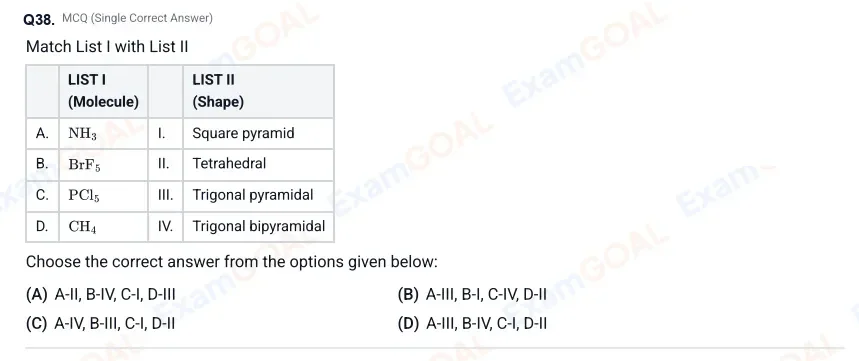 Q38. MCQ (Single Correct Answer)
Match List I with List II
LIST I (Molecule) LIST II (Shape)
A. NH₃ I. Square pyramid
B. BrF₅ II. Tetrahedral
C. PCl₅ III. Trigonal pyramidal
D. CH₄ IV. Trigonal bipyramidal
Choose the correct answer from the options given below:
(A) A-II, B-IV, C-I, D-III (B) A-III, B-I, C-IV, D-II
(C) A-IV, B-III, C-I, D-II (D) A-III, B-IV, C-I, D-II
ExamGOAL